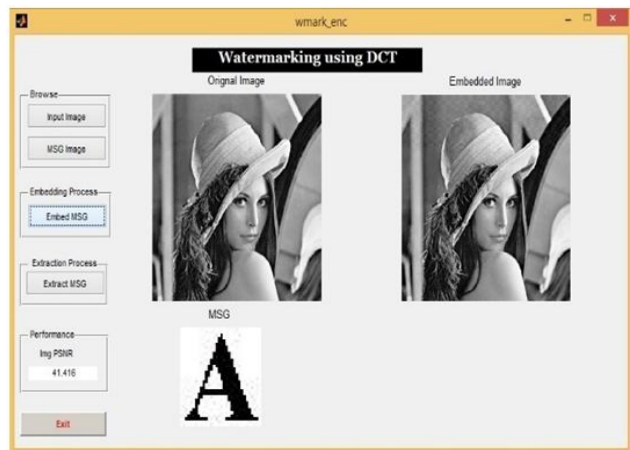 wmark_enc
Watermarking using DCT
Orignal Image
Embedded Image
Browse
Input Image
MSG Image
Embedding Process
Embed MSG
Extraction Process
Extract MSG
MSG
A
Performance
Img PSNR
41.416
Exit